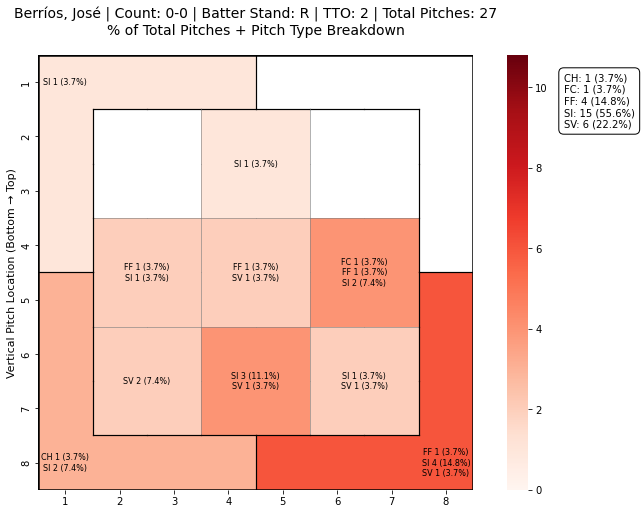 Berríos, José | Count: 0-0 | Batter Stand: R | TTO: 2 | Total Pitches: 27
% of Total Pitches + Pitch Type Breakdown
Vertical Pitch Location (Bottom → Top)
1
2
3
4
5
6
7
8
SI 1 (3.7%)
SI 1 (3.7%)
FF 1 (3.7%)
SI 1 (3.7%)
FF 1 (3.7%)
SV 1 (3.7%)
FC 1 (3.7%)
FF 1 (3.7%)
SI 2 (7.4%)
SV 2 (7.4%)
SI 3 (11.1%)
SV 1 (3.7%)
SI 1 (3.7%)
SV 1 (3.7%)
CH 1 (3.7%)
SI 2 (7.4%)
FF 1 (3.7%)
SI 4 (14.8%)
SV 1 (3.7%)
1 2 3 4 5 6 7 8
10
8
6
4
2
0
CH: 1 (3.7%)
FC: 1 (3.7%)
FF: 4 (14.8%)
SI: 15 (55.6%)
SV: 6 (22.2%)